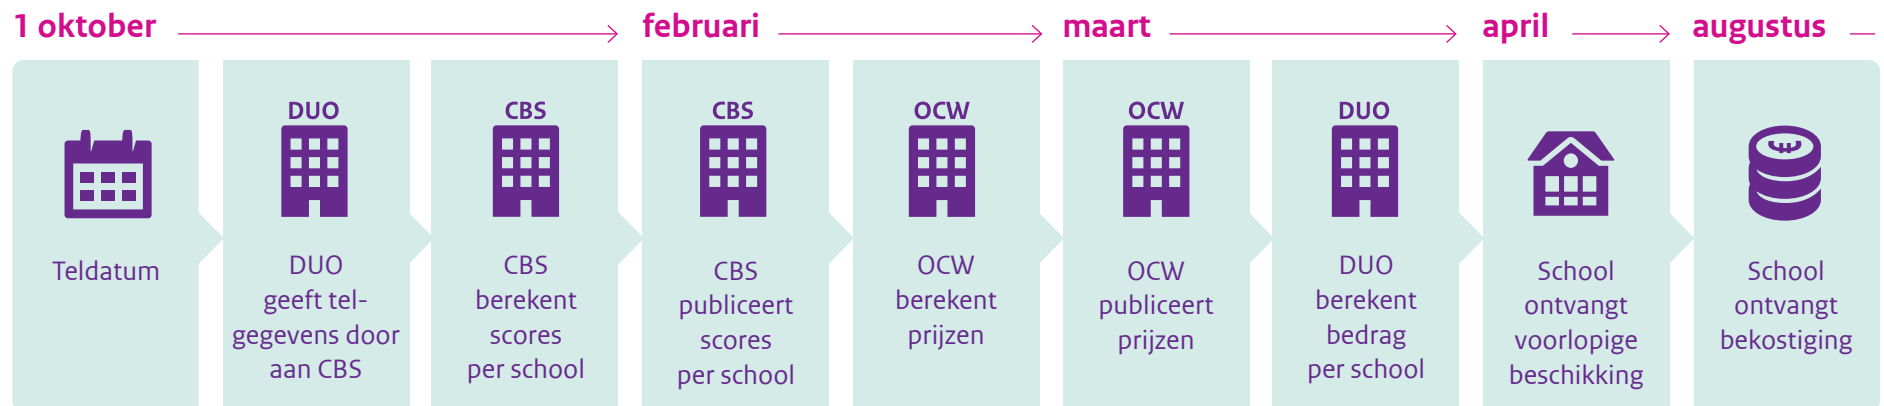 1 oktober
februari
maart
april
augustus
Teldatum
DUO
DUO
geeft tel-
gegevens door
aan CBS
CBS
CBS
berekent
scores
per school
CBS
CBS
publiceert
scores
per school
OCW
OCW
berekent
prijzen
OCW
OCW
publiceert
prijzen
DUO
DUO
berekent
bedrag
per school
School
ontvangt
voorlopige
beschikking
School
ontvangt
bekostiging